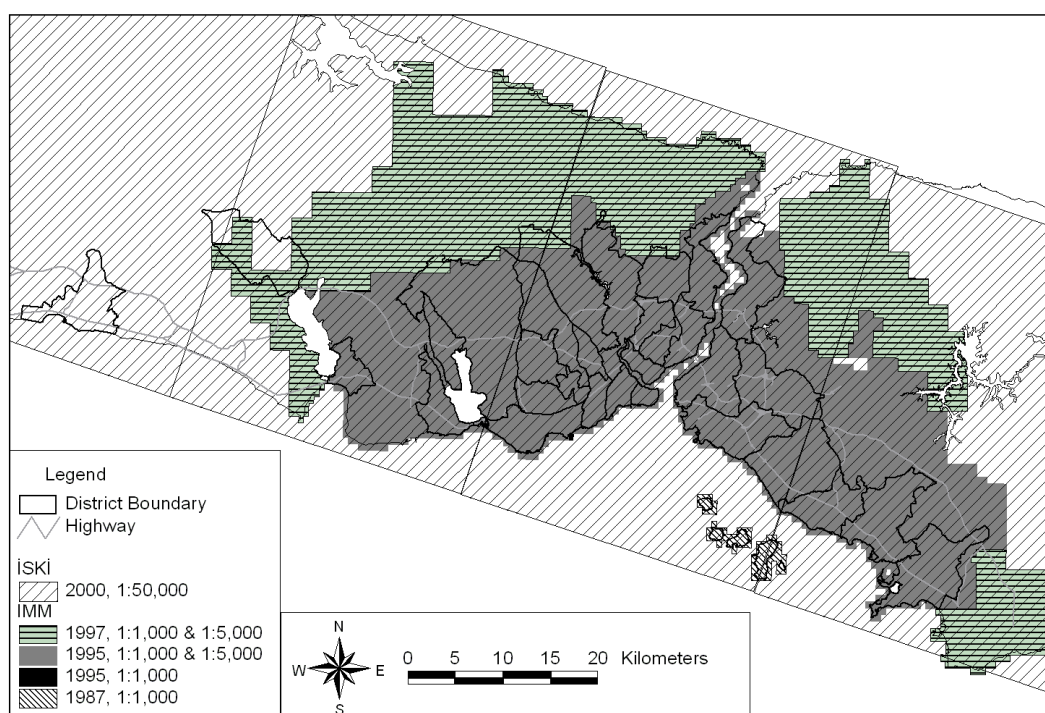 Legend
District Boundary
Highway
İSKİ
2000, 1:50,000
IMM
1997, 1:1,000 & 1:5,000
1995, 1:1,000 & 1:5,000
1995, 1:1,000
1987, 1:1,000
N
W E
S
0 5 10 15 20 Kilometers